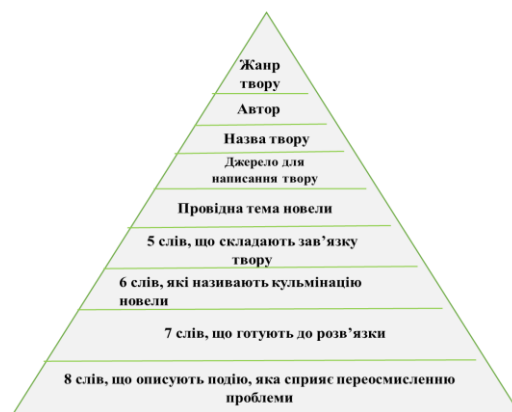 Жанр
твору
Автор
Назва твору
Джерело для
написання твору
Провідна тема новели
5 слів, що складають зав’язку
твору
6 слів, які називають кульмінацію
новели
7 слів, що готують до розв’язки
8 слів, що описують подію, яка сприяє переосмисленню
проблеми